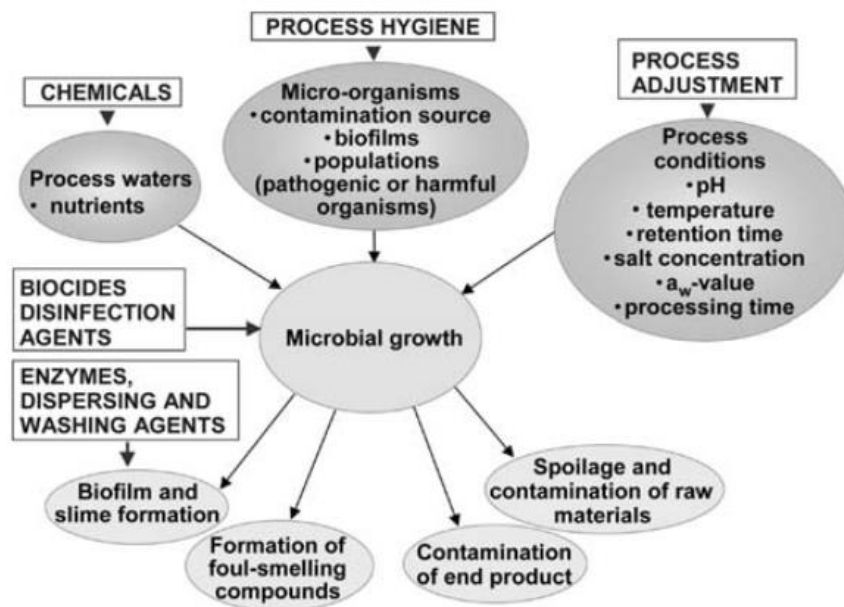 PROCESS HYGIENE
CHEMICALS
PROCESS
ADJUSTMENT
Micro-organisms
•contamination source
•biofilms
•populations
(pathogenic or harmful
organisms)
Process waters
• nutrients
Process
conditions
•pH
•temperature
•retention time
•salt concentration
•a_w-value
•processing time
BIOCIDES
DISINFECTION
AGENTS
Microbial growth
ENZYMES,
DISPERSING AND
WASHING AGENTS
Biofilm and
slime formation
Formation of
foul-smelling
compounds
Contamination
of end product
Spoilage and
contamination of raw
materials